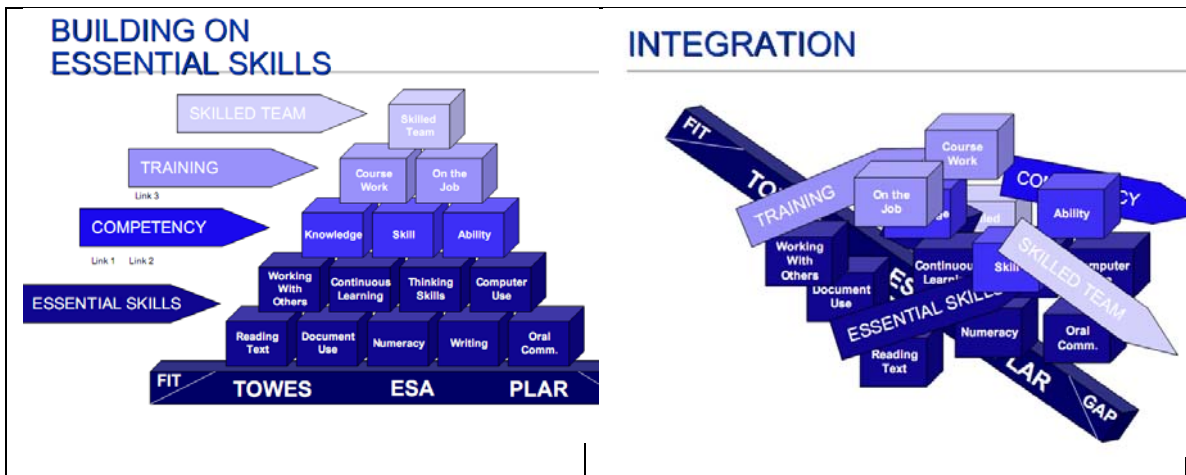 BUILDING ON
ESSENTIAL SKILLS
SKILLED TEAM
Skilled
Team
TRAINING
Course
Work
On the
Job
Link 3
COMPETENCY
Knowledge
Skill
Ability
Link 1
Link 2
Working
With
Others
Continuous
Learning
Thinking
Skills
Computer
Use
ESSENTIAL SKILLS
Reading
Text
Document
Use
Numeracy
Writing
Oral
Comm.
FIT
TOWES
ESA
PLAR
INTEGRATION
FIT
Course
Work
TRAINING
On the
Job
Ability
Working
With
Others
Document
Use
Continuous
Skill
SKILLED TEAM
ESSENTIAL SKILLS
Numeracy
Oral
Comm.
Reading
Text
GAP